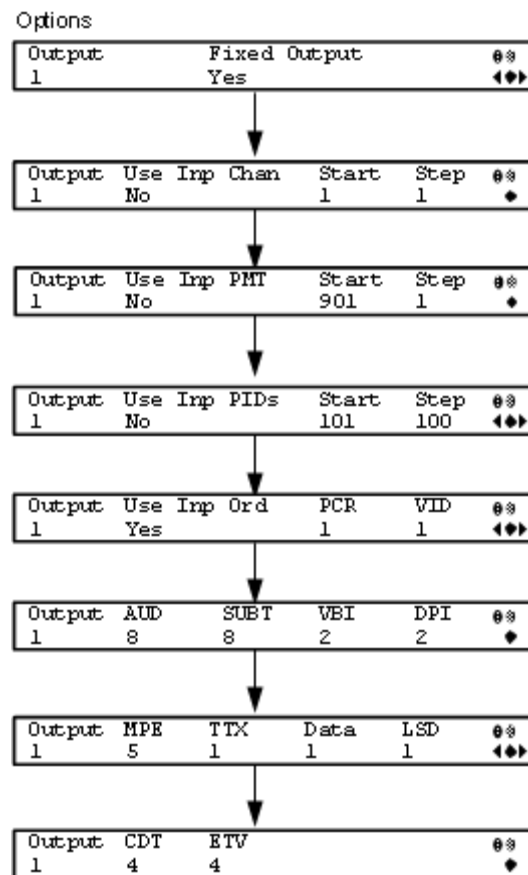 Options
Output Fixed Output
1 Yes
Output Use Inp Chan Start Step
1 No 1 1
Output Use Inp PMT Start Step
1 No 901 1
Output Use Inp PIDs Start Step
1 No 101 100
Output Use Inp Ord PCR VID
1 Yes 1 1
Output AUD SUBT VBI DPI
1 8 8 2 2
Output MPE TTX Data LSD
1 5 1 1 1
Output CDT ETV
1 4 4